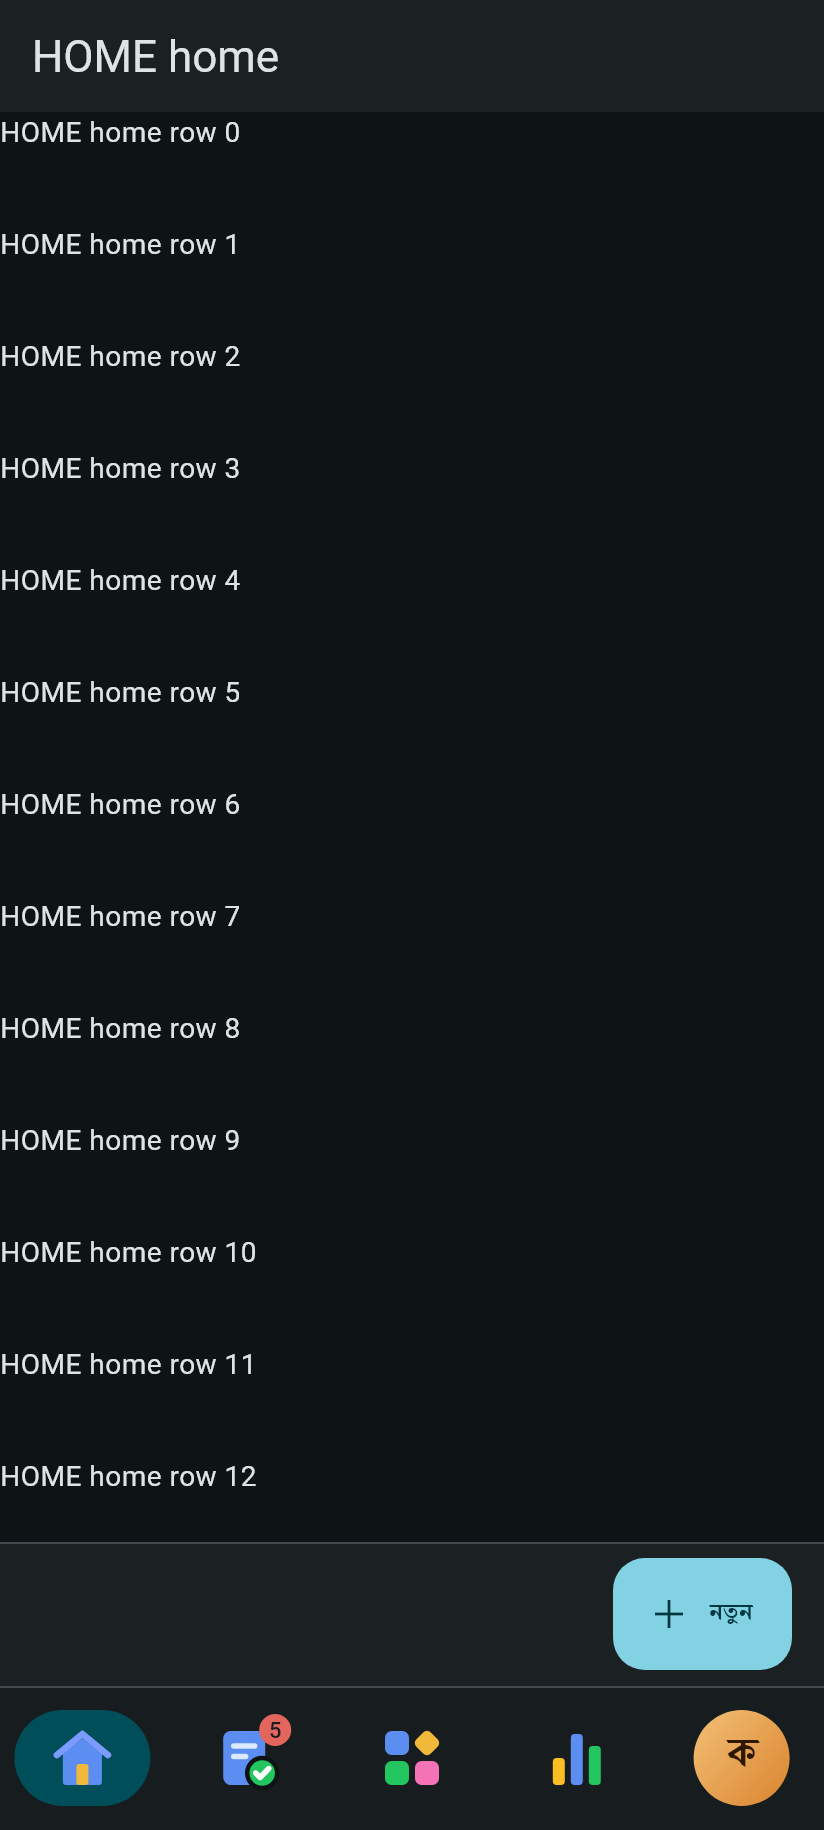 HOME home
HOME home row 0
HOME home row 1
HOME home row 2
HOME home row 3
HOME home row 4
HOME home row 5
HOME home row 6
HOME home row 7
HOME home row 8
HOME home row 9
HOME home row 10
HOME home row 11
HOME home row 12
নতুন
5
ক